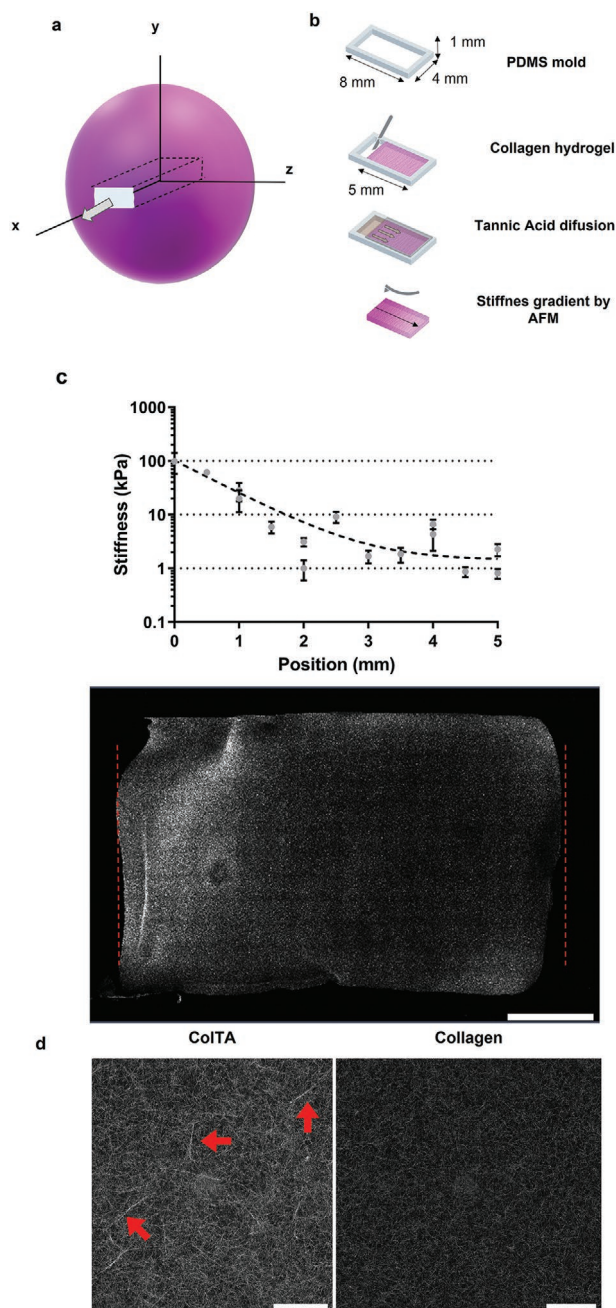 a
y
z
x
b
1 mm
8 mm
4 mm
PDMS mold
5 mm
Collagen hydrogel
Tannic Acid difusion
Stiffnes gradient by
AFM
c
Stiffness (kPa)
1000
100
10
1
0.1
0
1
2
3
4
5
Position (mm)
d
ColTA
Collagen